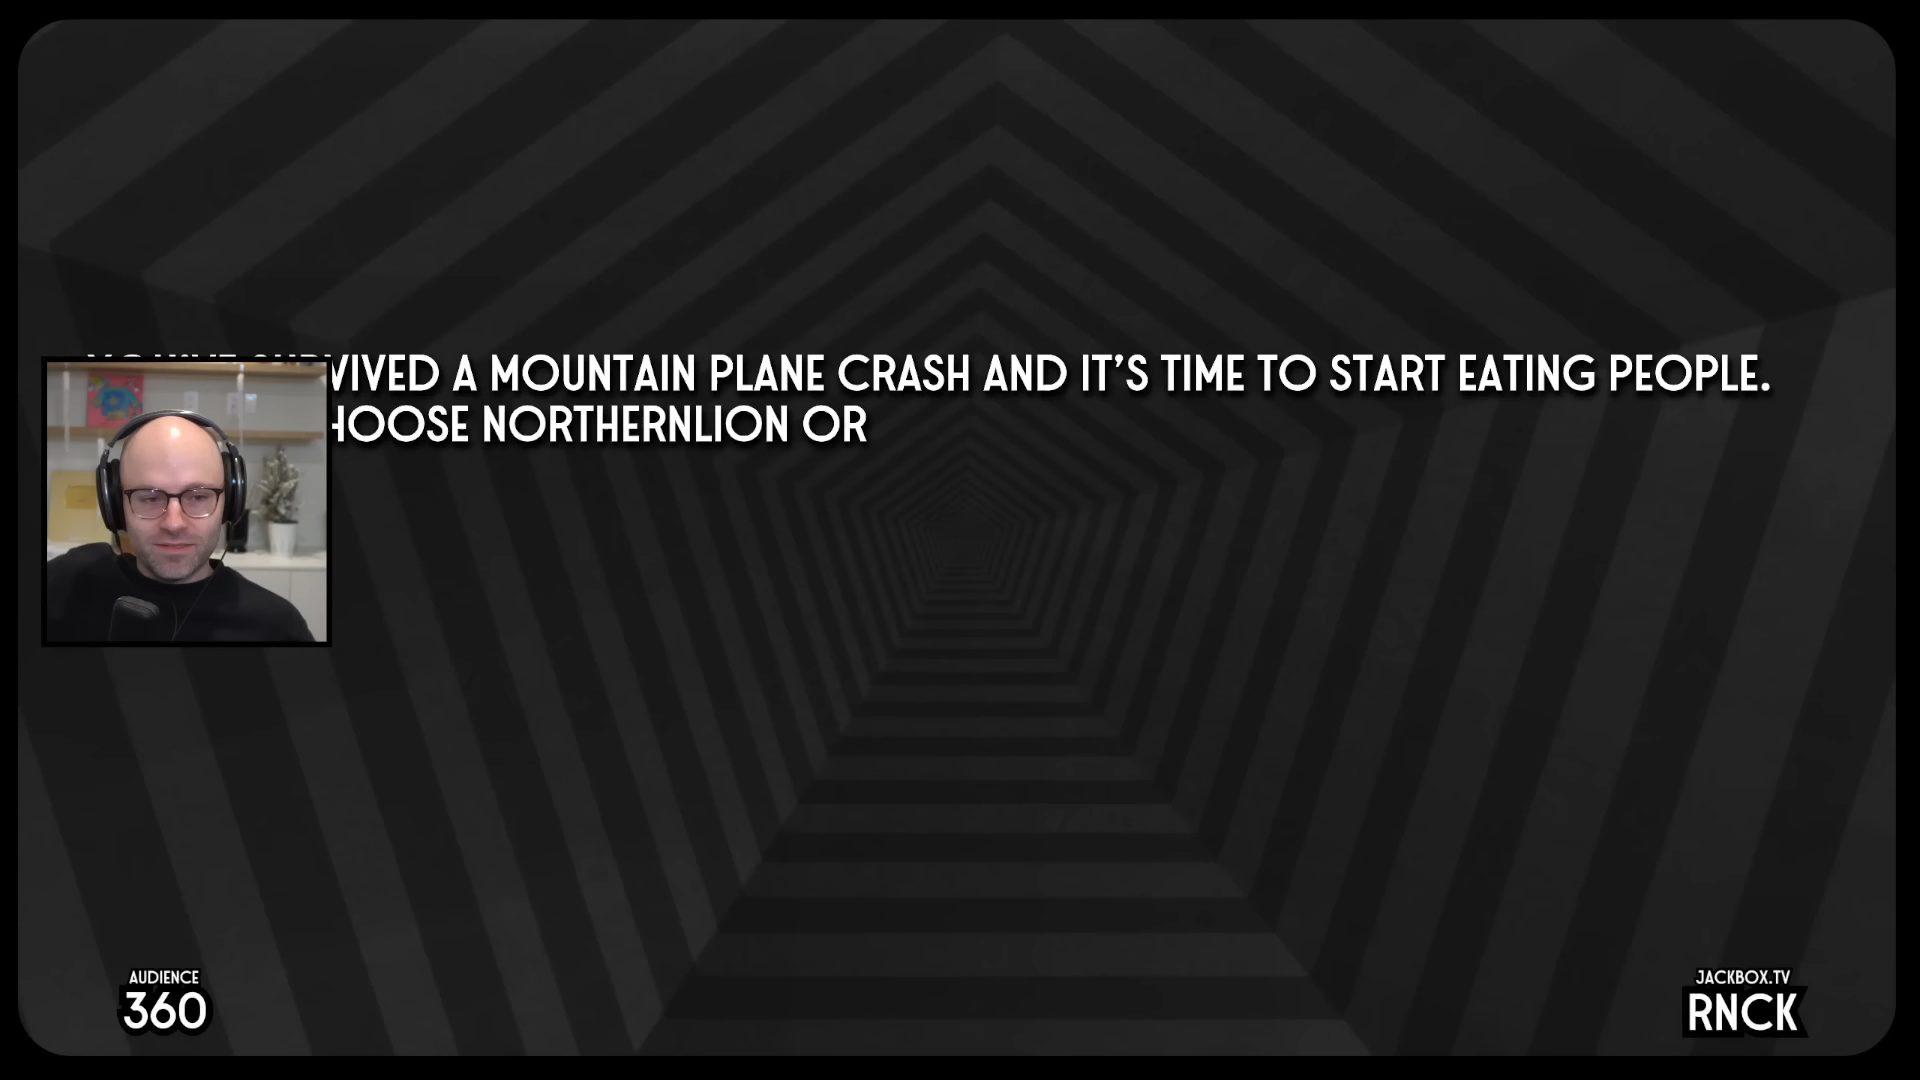 VIVED A MOUNTAIN PLANE CRASH AND IT'S TIME TO START EATING PEOPLE.
HOOSE NORTHERNLION OR
AUDIENCE
360
JACKBOX.TV
RNCK